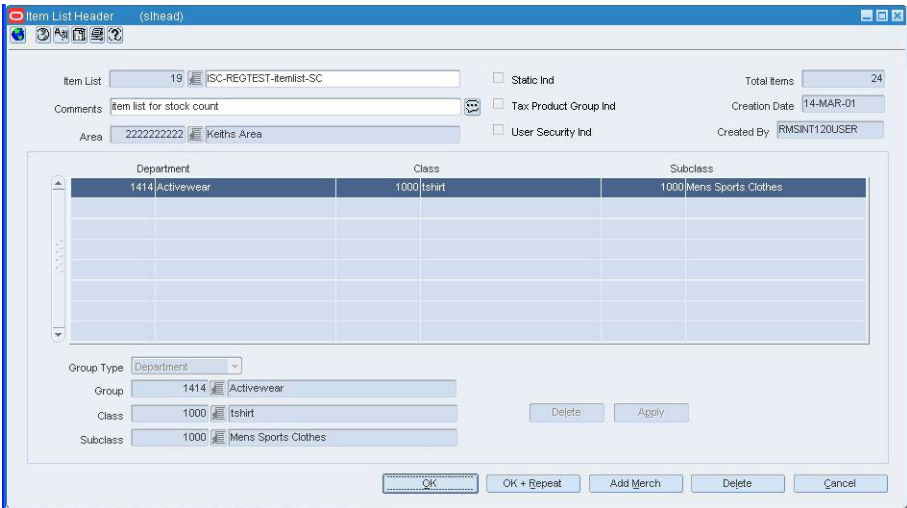 Item List Header (slhead)
Item List 19 ISC-REGTEST-itemlist-SC Static Ind Total Items 24
Comments item list for stock count Tax Product Group Ind Creation Date 14-MAR-01
Area 2222222222 Keiths Area User Security Ind Created By RMSINT120USER
Department Class Subclass
1414 Activewear 1000 tshirt 1000 Mens Sports Clothes
Group Type Department
Group 1414 Activewear
Class 1000 tshirt Delete Apply
Subclass 1000 Mens Sports Clothes
OK OK + Repeat Add Merch Delete Cancel